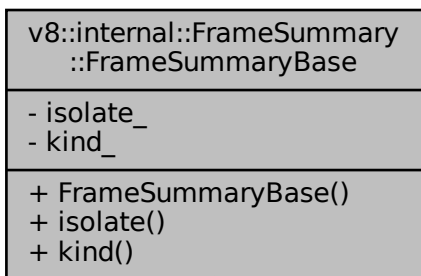 v8::internal::FrameSummary
::FrameSummaryBase
- isolate_
- kind_
+ FrameSummaryBase()
+ isolate()
+ kind()